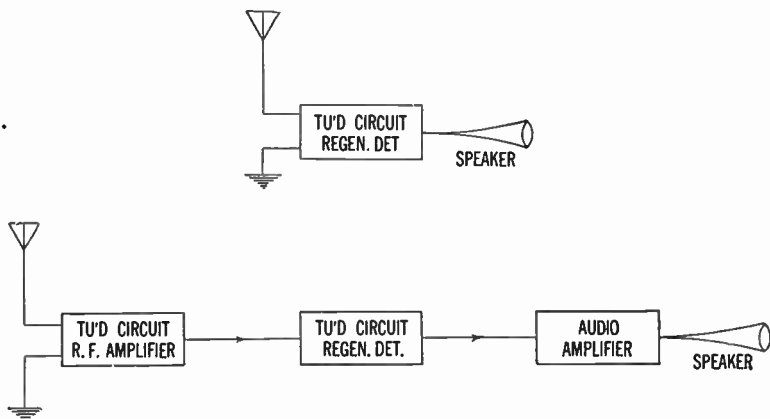 TU'D CIRCUIT
REGEN. DET
SPEAKER
TU'D CIRCUIT
R. F. AMPLIFIER
TU'D CIRCUIT
REGEN. DET.
AUDIO
AMPLIFIER
SPEAKER